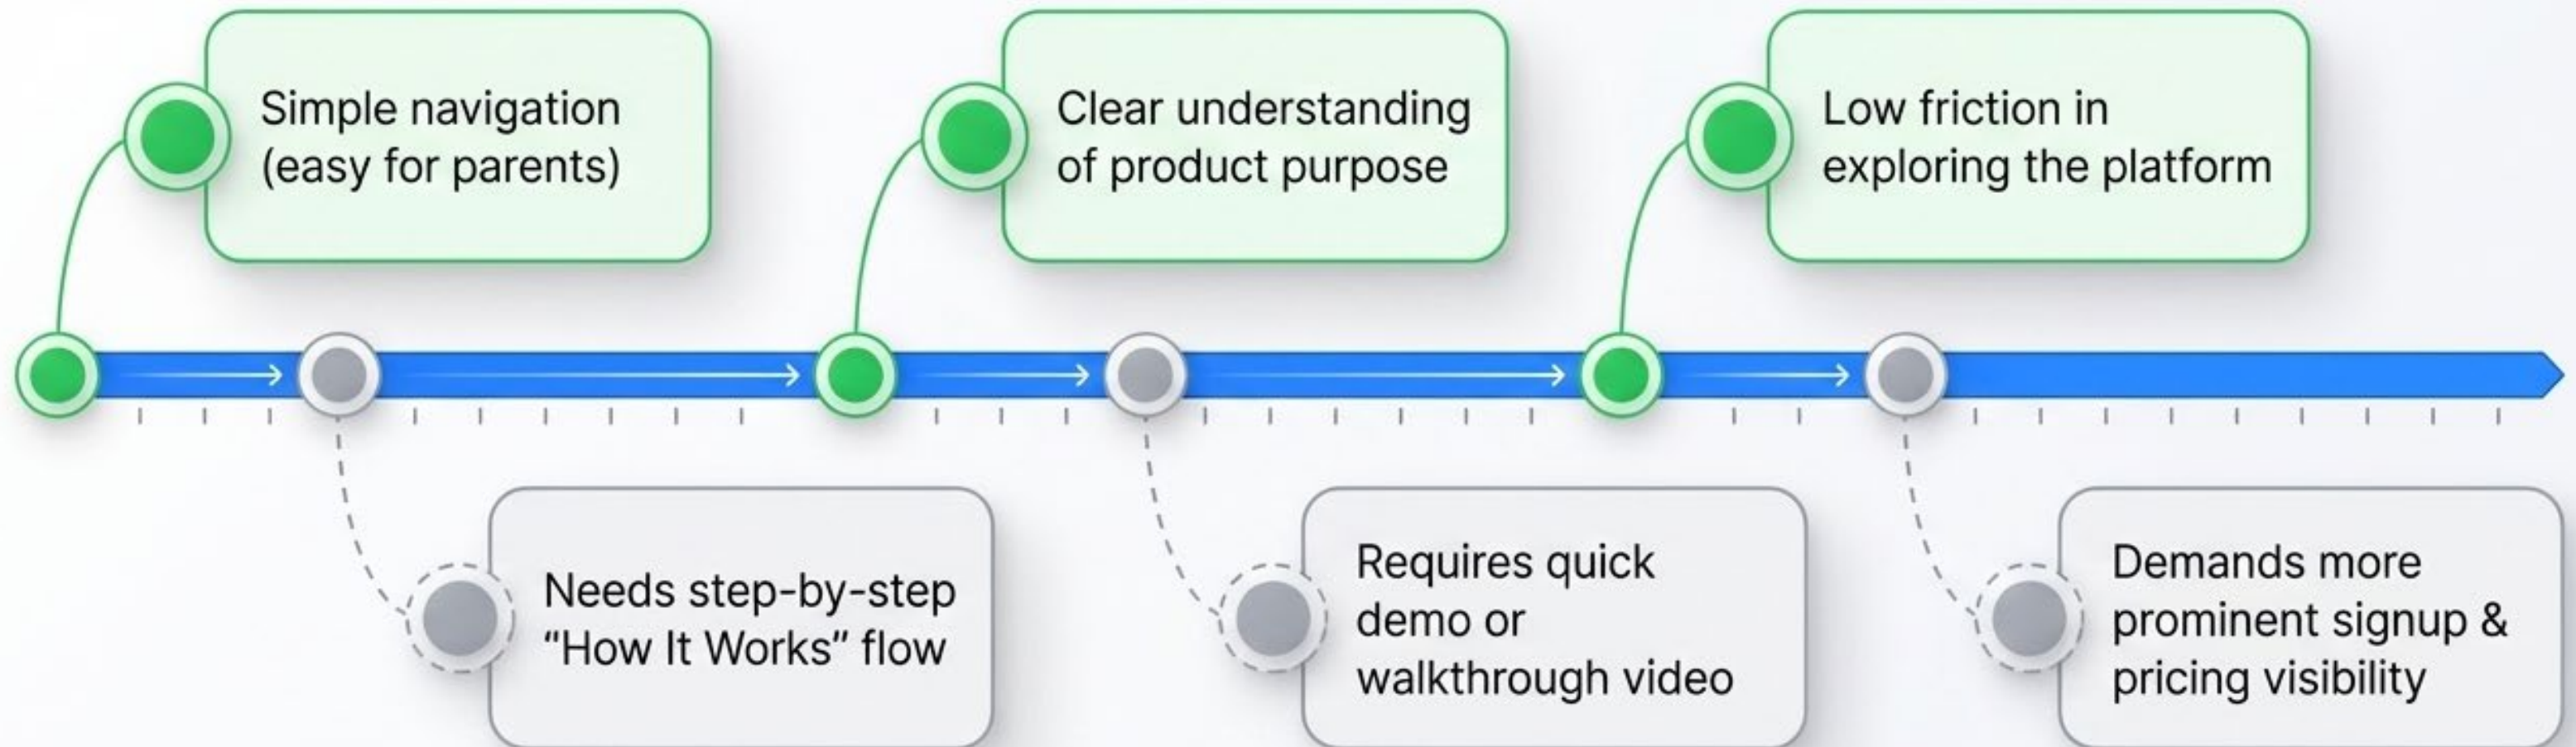 Simple navigation
(easy for parents)
Clear understanding
of product purpose
Low friction in
exploring the platform
Needs step-by-step
“How It Works” flow
Requires quick
demo or
walkthrough video
Demands more
prominent signup &
pricing visibility